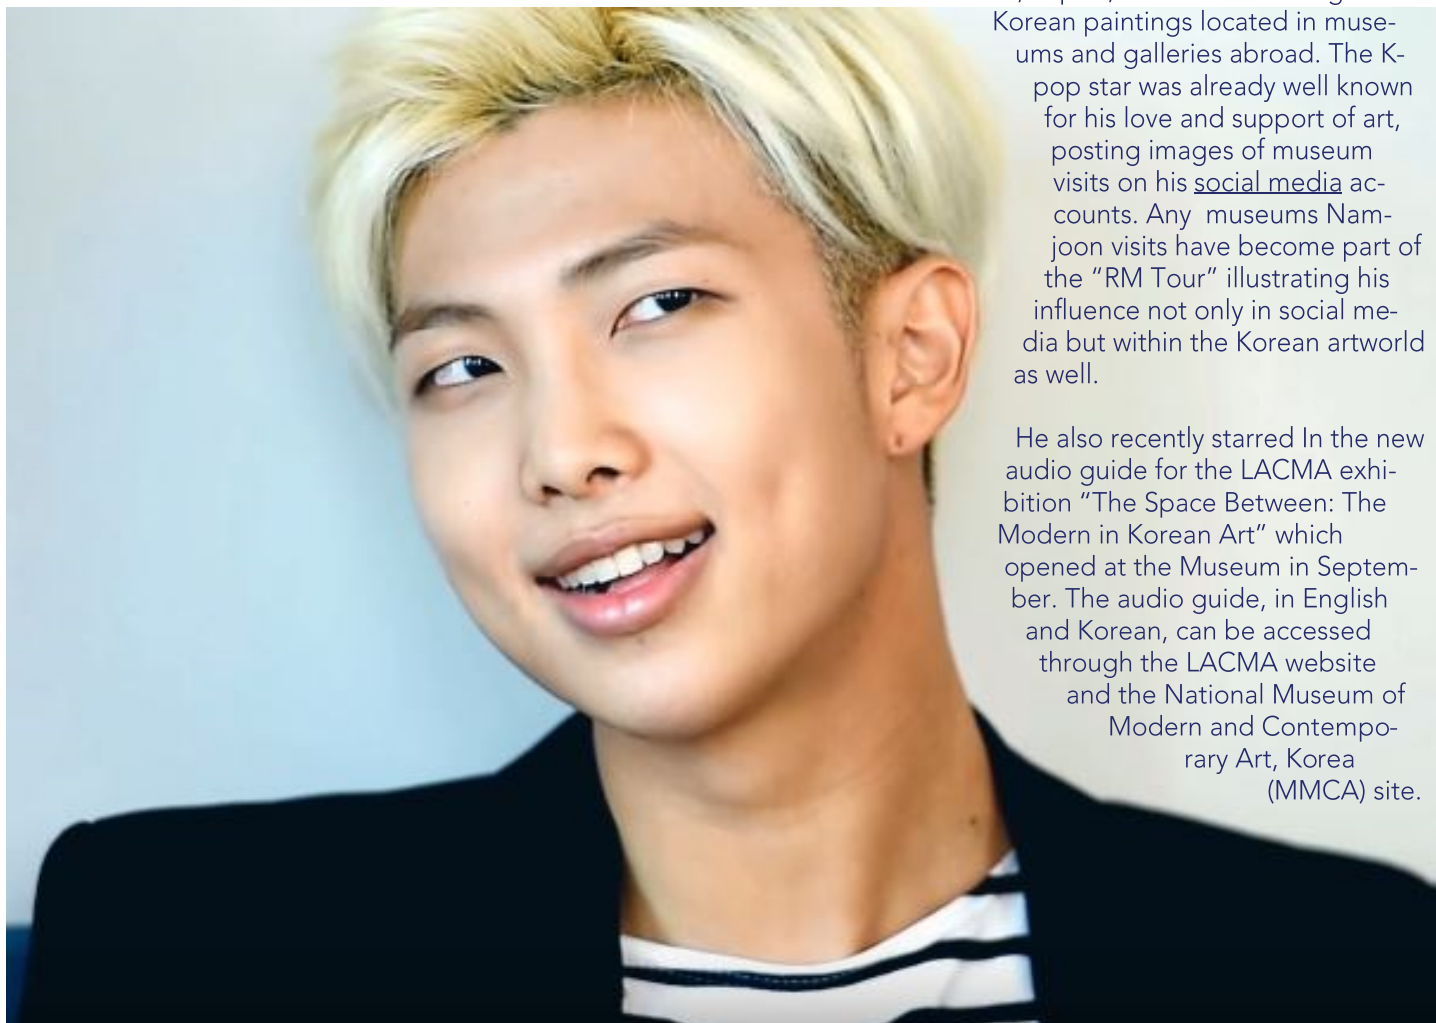 Korean paintings located in muse-
ums and galleries abroad. The K-
pop star was already well known
for his love and support of art,
posting images of museum
visits on his social media ac-
counts. Any  museums Nam-
joon visits have become part of
the “RM Tour” illustrating his
influence not only in social me-
dia but within the Korean artworld
as well.
He also recently starred In the new
audio guide for the LACMA exhi-
bition “The Space Between: The
Modern in Korean Art” which
opened at the Museum in Septem-
ber. The audio guide, in English
and Korean, can be accessed
through the LACMA website
and the National Museum of
Modern and Contempo-
rary Art, Korea
(MMCA) site.